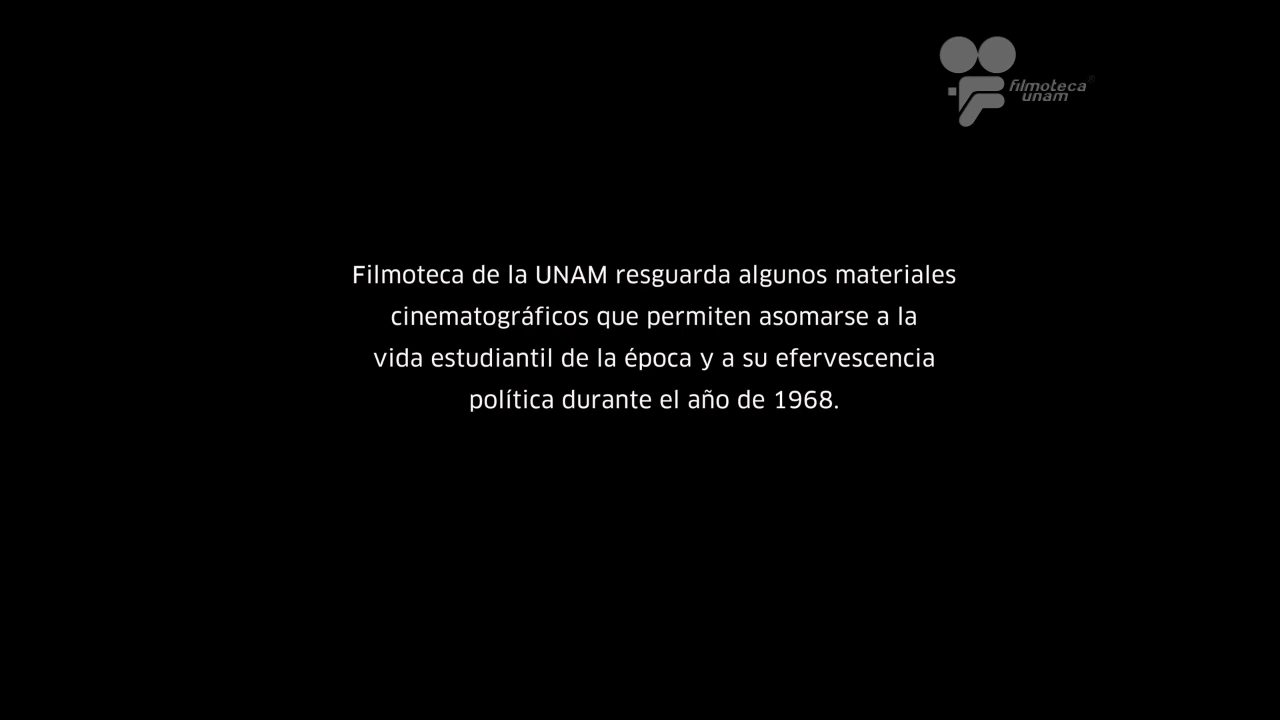 filmoteca
unam
Filmoteca de la UNAM resguarda algunos materiales
cinematográficos que permiten asomarse a la
vida estudiantil de la época y a su efervescencia
política durante el año de 1968.